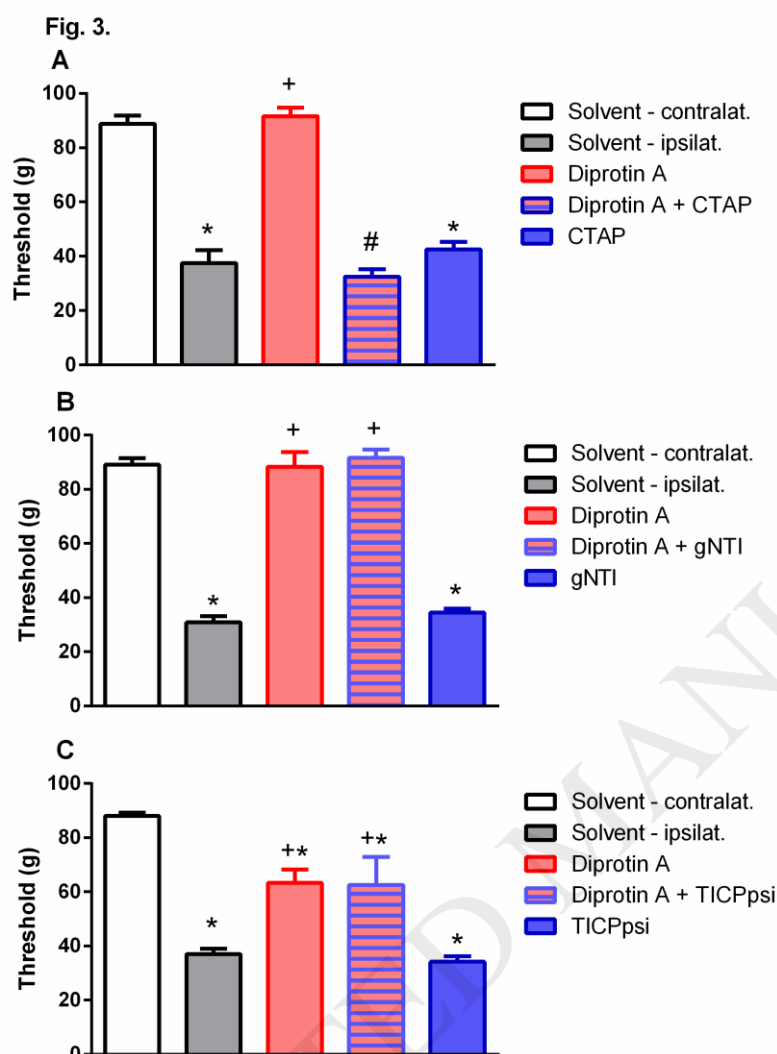 Fig. 3.
A
Threshold (g)
100
80
60
40
20
0
*
+
#
*
Solvent - contralat.
Solvent - ipsilat.
Diprotin A
Diprotin A + CTAP
CTAP
B
Threshold (g)
100
80
60
40
20
0
*
+
+
*
Solvent - contralat.
Solvent - ipsilat.
Diprotin A
Diprotin A + gNTI
gNTI
C
Threshold (g)
100
80
60
40
20
0
*
+*
+*
*
Solvent - contralat.
Solvent - ipsilat.
Diprotin A
Diprotin A + TICPpsi
TICPpsi
TED MANU